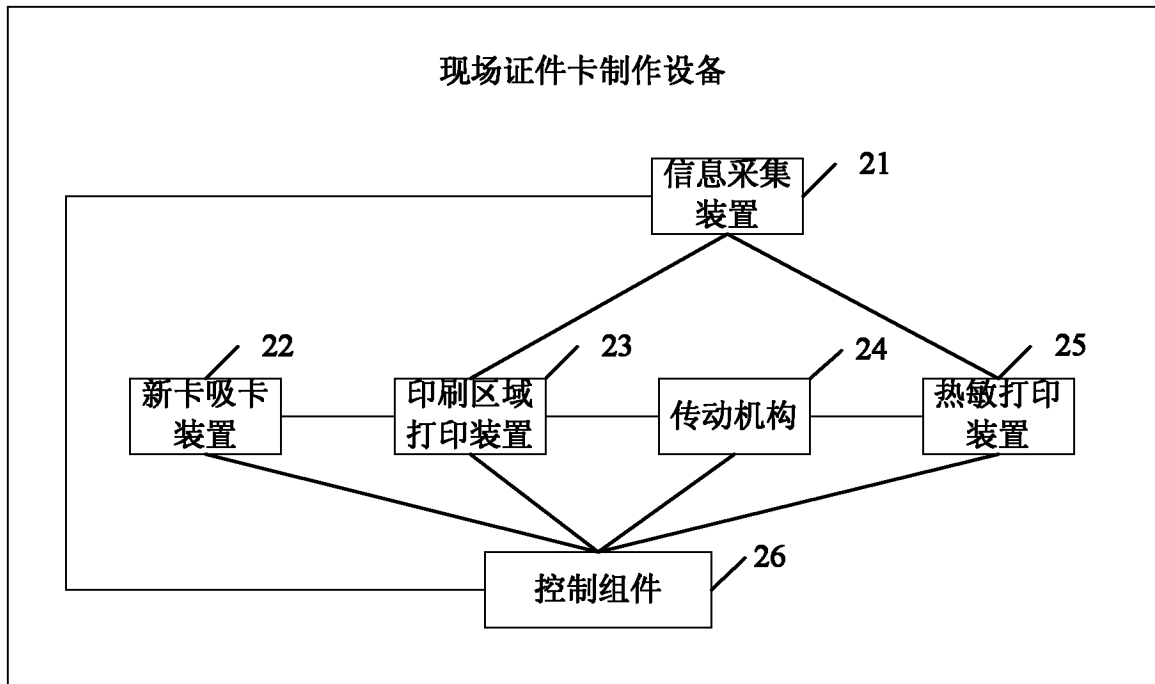 现场证件卡制作设备
信息采集
装置
21
22
23
24
25
新卡吸卡
装置
印刷区域
打印装置
传动机构
热敏打印
装置
控制组件
26